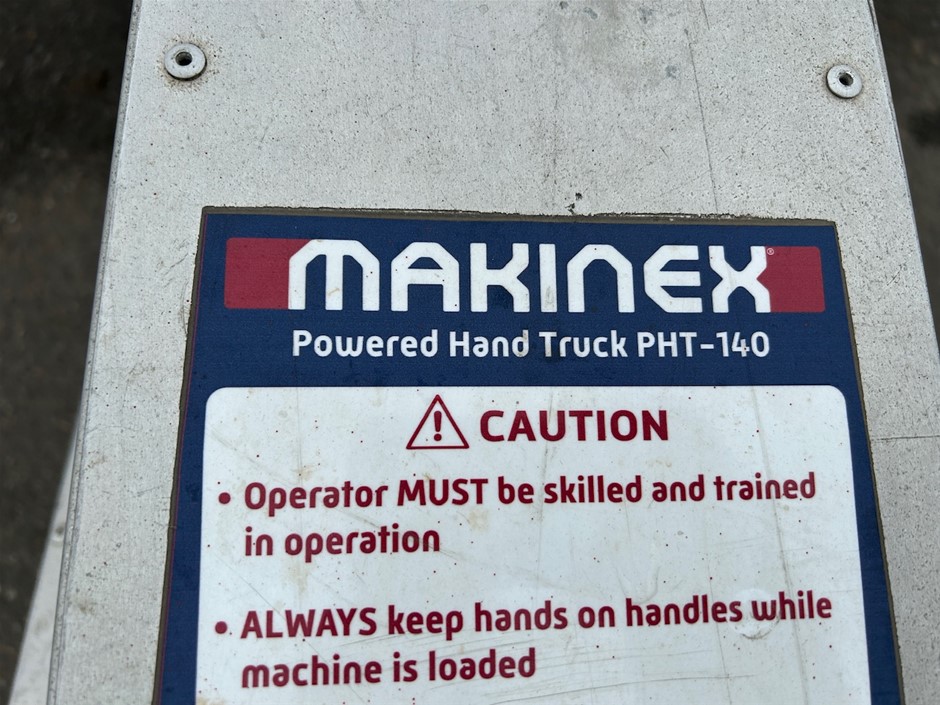 MAKINEX®
Powered Hand Truck PHT-140
⚠ CAUTION
• Operator MUST be skilled and trained
in operation
• ALWAYS keep hands on handles while
machine is loaded